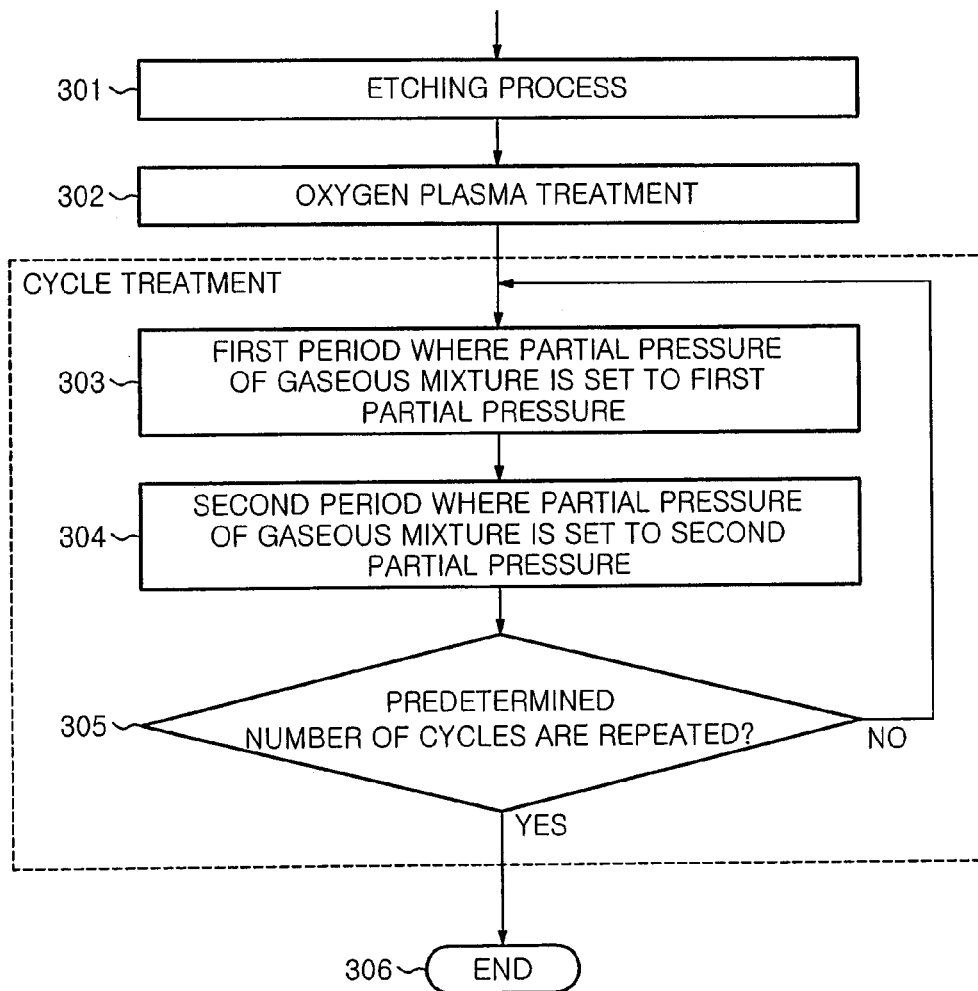 301
ETCHING PROCESS
302
OXYGEN PLASMA TREATMENT
CYCLE TREATMENT
303
FIRST PERIOD WHERE PARTIAL PRESSURE
OF GASEOUS MIXTURE IS SET TO FIRST
PARTIAL PRESSURE
304
SECOND PERIOD WHERE PARTIAL PRESSURE
OF GASEOUS MIXTURE IS SET TO SECOND
PARTIAL PRESSURE
305
PREDETERMINED
NUMBER OF CYCLES ARE REPEATED?
NO
YES
306
END